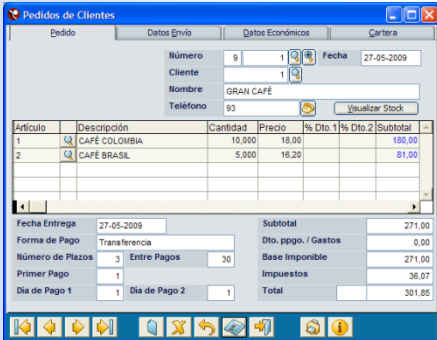 Pedidos de Clientes
Pedido Datos Envío Datos Económicos Cartera
Número 9 1 Fecha 27-05-2009
Cliente 1
Nombre GRAN CAFÉ
Teléfono 93 Visualizar Stock
Artículo Descripción Cantidad Precio % Dto.1 % Dto.2 Subtotal
1 CAFÉ COLOMBIA 10,000 18,00 180,00
2 CAFÉ BRASIL 5,000 16,20 81,00
Fecha Entrega 27-05-2009 Subtotal 271,00
Forma de Pago Transferencia Dto. ppgo. / Gastos 0,00
Número de Plazos 3 Entre Pagos 30 Base Imponible 271,00
Primer Pago 1 Impuestos 36,07
Día de Pago 1 1 Día de Pago 2 1 Total 301,85